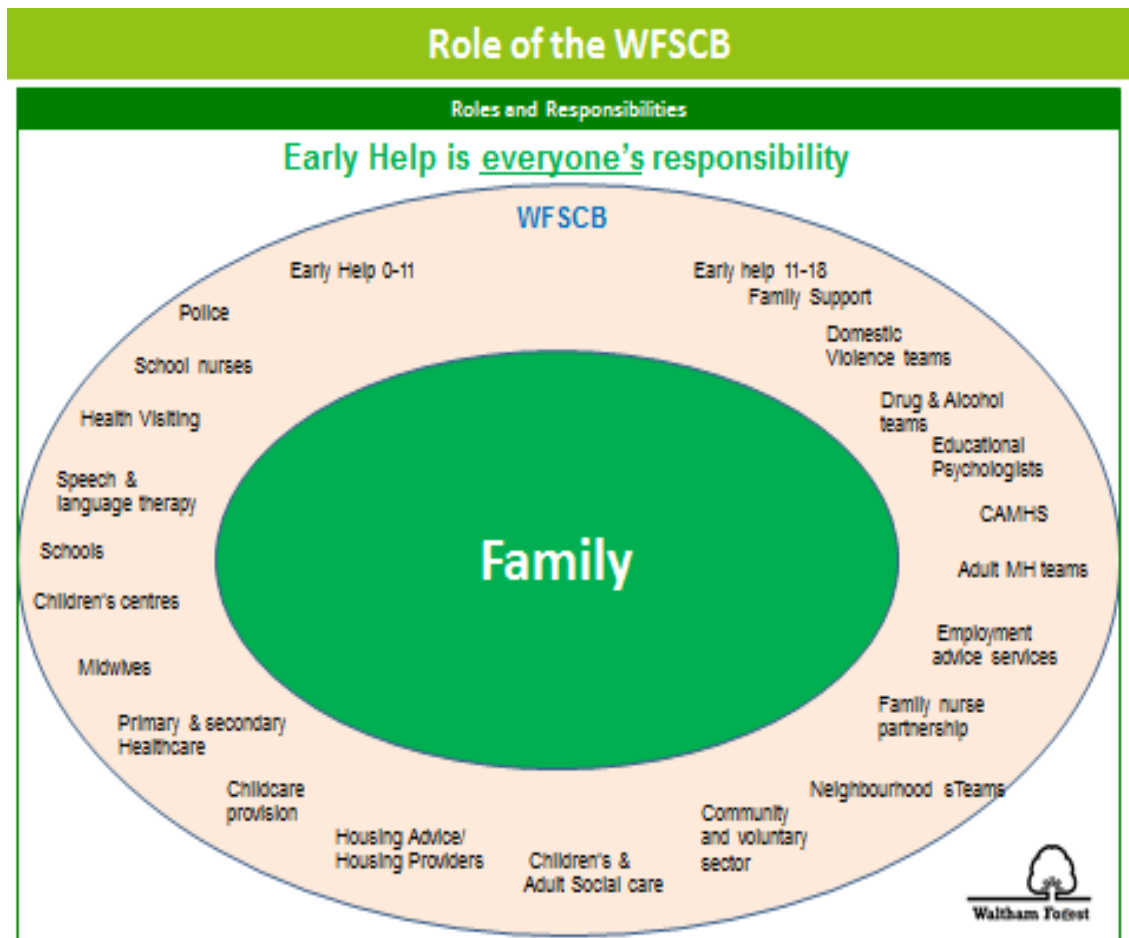 Role of the WFSCB
Roles and Responsibilities
Early Help is everyone's responsibility
WFSCB
Early Help 0-11
Early help 11-18
Family Support
Police
Domestic
Violence teams
School nurses
Drug & Alcohol
teams
Health Visiting
Educational
Psychologists
Speech &
language therapy
CAMHS
Schools
Family
Adult MH teams
Children's centres
Employment
advice services
Midwives
Family nurse
partnership
Primary & secondary
Healthcare
Childcare
provision
Neighbourhood sTeams
Community
and voluntary
sector
Housing Advice/
Housing Providers
Children's &
Adult Social care
Waltham Forest